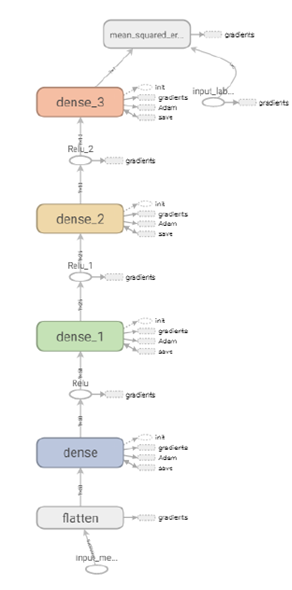 mean_squared_er...
gradients
input_lab...
gradients
dense_3
init
gradients
Adam
save
Relu_2
gradients
dense_2
init
gradients
Adam
save
Relu_1
gradients
dense_1
init
gradients
Adam
save
Relu
gradients
dense
init
gradients
Adam
save
flatten
gradients
input_me...